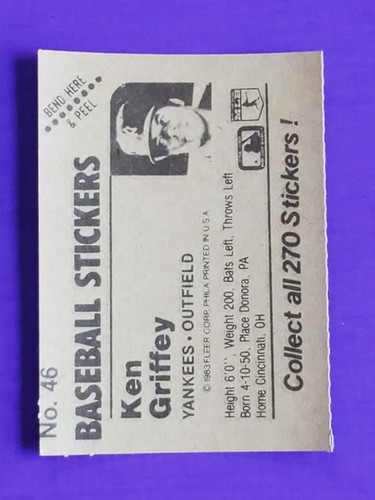 No. 46
BEND HERE
& PEEL
BASEBALL STICKERS
Ken
Griffey
YANKEES • OUTFIELD
© 1983 FLEER CORP. PHILA. PRINTED IN U.S.A.
Height 6'0", Weight 200, Bats Left, Throws Left
Born 4-10-50, Place Donora, PA
Home Cincinnati, OH
Collect all 270 Stickers!